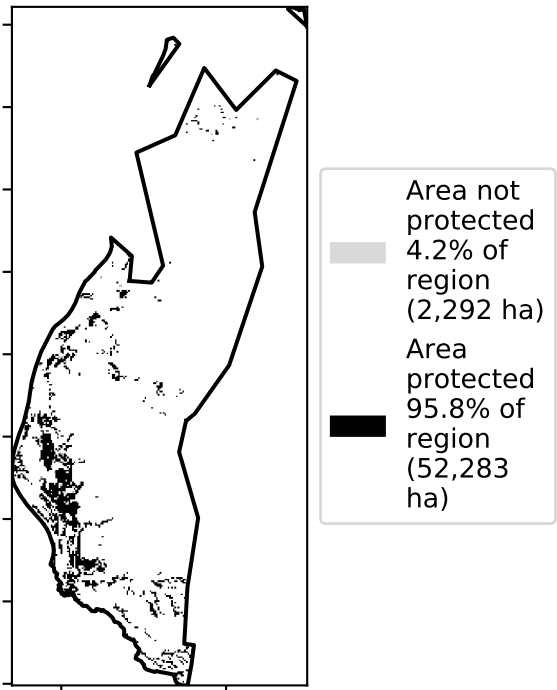 Area not
protected
4.2% of
region
(2,292 ha)
Area
protected
95.8% of
region
(52,283
ha)